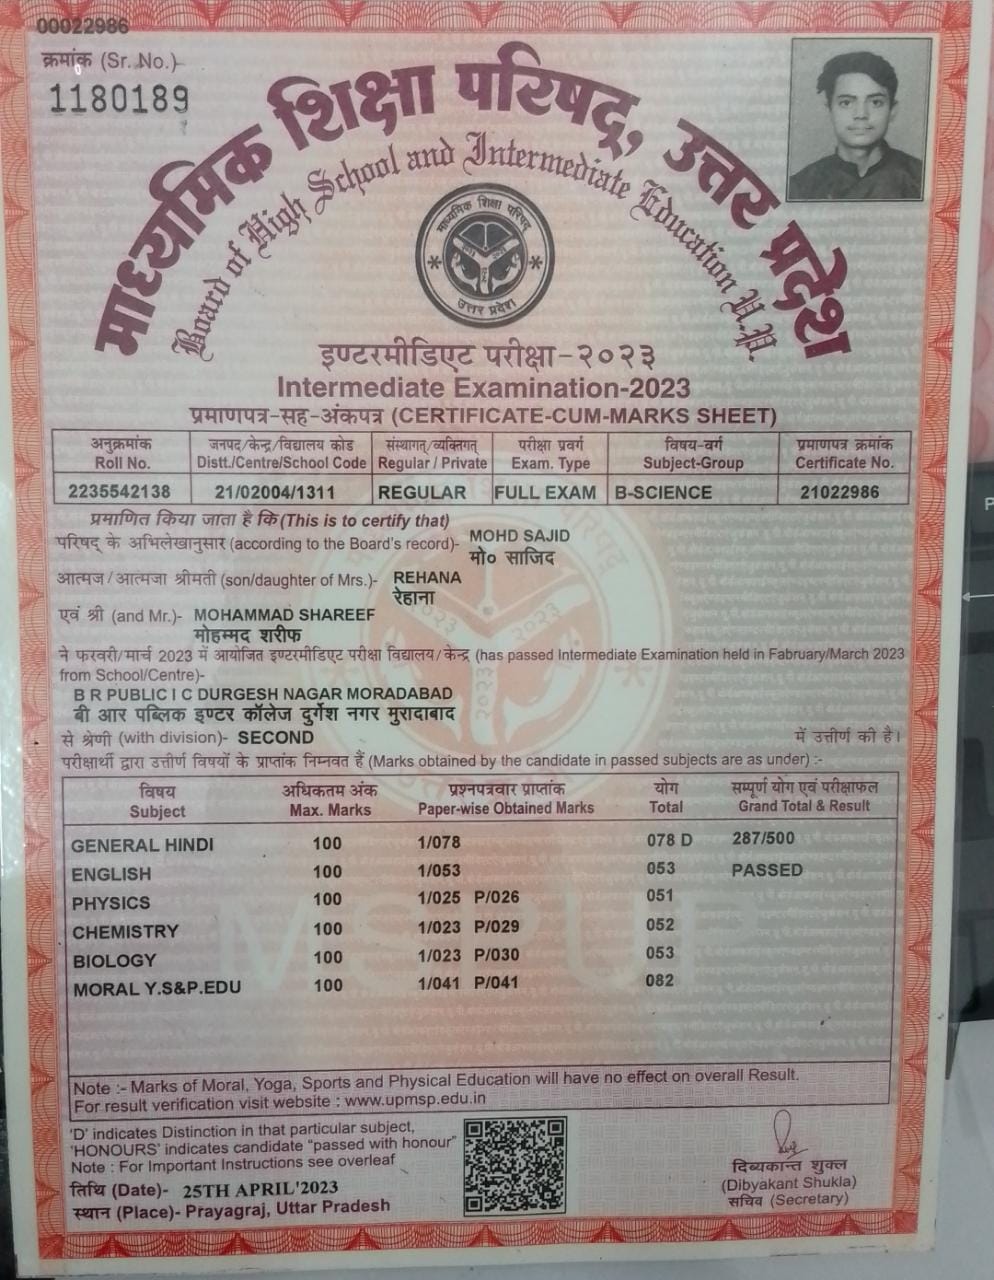 00022986
क्रमांक (Sr. No.)
1180189
माध्यमिक शिक्षा परिषद्, उत्तर प्रदेश
Board of High School and Intermediate Education U.P.
माध्यमिक शिक्षा परिषद्
उत्तर प्रदेश
इण्टरमीडिएट परीक्षा-२०२३
Intermediate Examination-2023
प्रमाणपत्र-सह-अंकपत्र (CERTIFICATE-CUM-MARKS SHEET)
अनुक्रमांक जनपद/केन्द्र/विद्यालय कोड संस्थागत/व्यक्तिगत परीक्षा प्रवर्ग विषय-वर्ग प्रमाणपत्र क्रमांक
Roll No. Distt./Centre/School Code Regular / Private Exam. Type Subject-Group Certificate No.
2235542138 21/02004/1311 REGULAR FULL EXAM B-SCIENCE 21022986
प्रमाणित किया जाता है कि (This is to certify that)
परिषद् के अभिलेखानुसार (according to the Board's record)- MOHD SAJID
मो० साजिद
आत्मज/आत्मजा श्रीमती (son/daughter of Mrs.)- REHANA
रेहाना
एवं श्री (and Mr.)- MOHAMMAD SHAREEF
मोहम्मद शरीफ
ने फरवरी/मार्च 2023 में आयोजित इण्टरमीडिएट परीक्षा विद्यालय/केन्द्र (has passed Intermediate Examination held in Fabruary/March 2023
from School/Centre)-
B R PUBLIC I C DURGESH NAGAR MORADABAD
बी आर पब्लिक इण्टर कॉलेज दुर्गेश नगर मुरादाबाद
से श्रेणी (with division)- SECOND में उत्तीर्ण की है।
परीक्षार्थी द्वारा उत्तीर्ण विषयों के प्राप्तांक निम्नवत हैं (Marks obtained by the candidate in passed subjects are as under) :-
विषय अधिकतम अंक प्रश्नपत्रवार प्राप्तांक योग सम्पूर्ण योग एवं परीक्षाफल
Subject Max. Marks Paper-wise Obtained Marks Total Grand Total & Result
GENERAL HINDI 100 1/078 078 D 287/500
ENGLISH 100 1/053 053 PASSED
PHYSICS 100 1/025 P/026 051
CHEMISTRY 100 1/023 P/029 052
BIOLOGY 100 1/023 P/030 053
MORAL Y.S&P.EDU 100 1/041 P/041 082
Note :- Marks of Moral, Yoga, Sports and Physical Education will have no effect on overall Result.
For result verification visit website : www.upmsp.edu.in
'D' indicates Distinction in that particular subject,
'HONOURS' indicates candidate "passed with honour"
Note : For Important Instructions see overleaf
तिथि (Date)- 25TH APRIL'2023
स्थान (Place)- Prayagraj, Uttar Pradesh
दिब्यकान्त शुक्ल
(Dibyakant Shukla)
सचिव (Secretary)